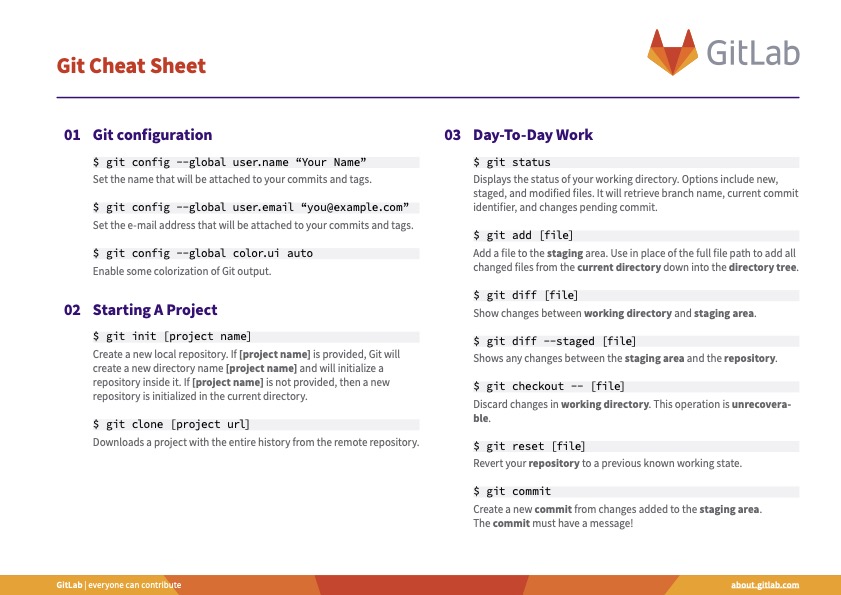 Git Cheat Sheet
GitLab
01 Git configuration
$ git config --global user.name “Your Name”
Set the name that will be attached to your commits and tags.
$ git config --global user.email “you@example.com”
Set the e-mail address that will be attached to your commits and tags.
$ git config --global color.ui auto
Enable some colorization of Git output.
02 Starting A Project
$ git init [project name]
Create a new local repository. If [project name] is provided, Git will
create a new directory name [project name] and will initialize a
repository inside it. If [project name] is not provided, then a new
repository is initialized in the current directory.
$ git clone [project url]
Downloads a project with the entire history from the remote repository.
03 Day-To-Day Work
$ git status
Displays the status of your working directory. Options include new,
staged, and modified files. It will retrieve branch name, current commit
identifier, and changes pending commit.
$ git add [file]
Add a file to the staging area. Use in place of the full file path to add all
changed files from the current directory down into the directory tree.
$ git diff [file]
Show changes between working directory and staging area.
$ git diff --staged [file]
Shows any changes between the staging area and the repository.
$ git checkout -- [file]
Discard changes in working directory. This operation is unrecovera-
ble.
$ git reset [file]
Revert your repository to a previous known working state.
$ git commit
Create a new commit from changes added to the staging area.
The commit must have a message!
GitLab | everyone can contribute
about.gitlab.com